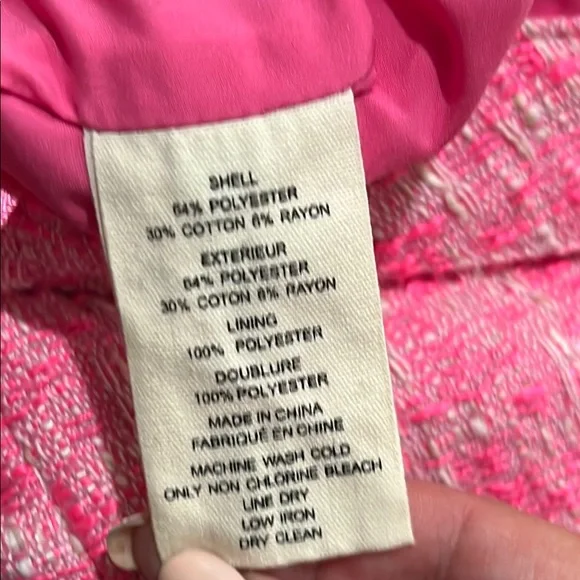 SHELL
64% POLYESTER
30% COTTON 6% RAYON
EXTERIEUR
64% POLYESTER
30% COTON 6% RAYON
LINING
100% POLYESTER
DOUBLURE
100% POLYESTER
MADE IN CHINA
FABRIQUÉ EN CHINE
MACHINE WASH COLD
ONLY NON CHLORINE BLEACH
LINE DRY
LOW IRON
DRY CLEAN